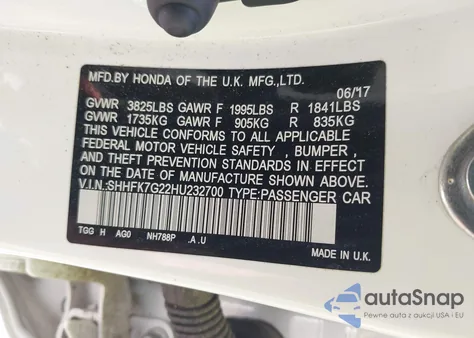 MFD.BY HONDA OF THE U.K. MFG.,LTD.
06/17
GVWR 3825LBS GAWR F 1995LBS R 1841LBS
GVWR 1735KG GAWR F 905KG R 835KG
THIS VEHICLE CONFORMS TO ALL APPLICABLE
FEDERAL MOTOR VEHICLE SAFETY , BUMPER ,
AND THEFT PREVENTION STANDARDS IN EFFECT
ON THE DATE OF MANUFACTURE SHOWN ABOVE.
V.I.N.:SHHFK7G22HU232700 TYPE:PASSENGER CAR
TGG H AG0 NH788P .A .U
MADE IN U.K.
autoSnap
Pewne auta z aukcji USA i EU